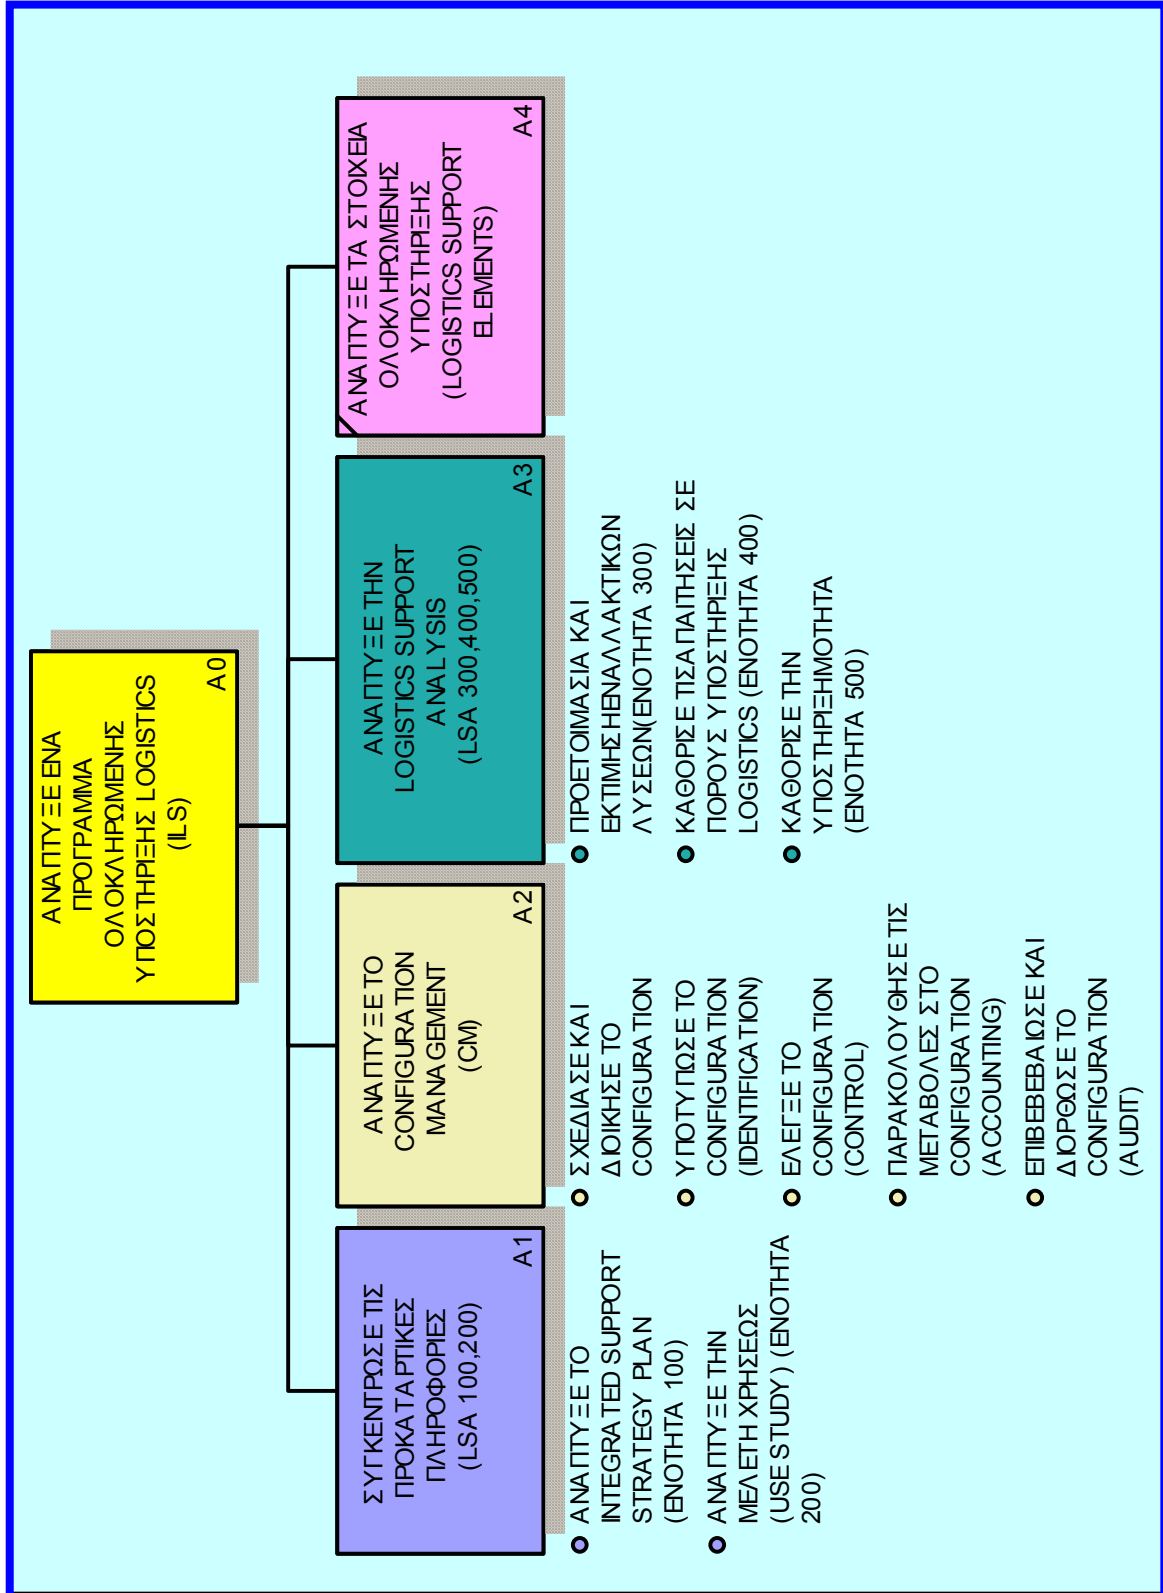 ΑΝΑΠΤΥΞΕ ΕΝΑ
ΠΡΟΓΡΑΜΜΑ
ΟΛΟΚΛΗΡΩΜΕΝΗΣ
ΥΠΟΣΤΗΡΙΞΗΣ LOGISTICS
(ILS)
A0
ΣΥΓΚΕΝΤΡΩΣΕ ΤΙΣ
ΠΡΟΚΑΤΑΡΤΙΚΕΣ
ΠΛΗΡΟΦΟΡΙΕΣ
(LSA 100,200)
A1
ΑΝΑΠΤΥΞΕ ΤΟ
INTEGRATED SUPPORT
STRATEGY PLAN
(ΕΝΟΤΗΤΑ 100)
ΑΝΑΠΤΥΞΕ ΤΗΝ
ΜΕΛΕΤΗ ΧΡΗΣΕΩΣ
(USE STUDY) (ΕΝΟΤΗΤΑ
200)
ΑΝΑΠΤΥΞΕ ΤΟ
CONFIGURATION
MANAGEMENT
(CM)
A2
ΣΧΕΔΙΑΣΕ ΚΑΙ
ΔΙΟΙΚΗΣΕ ΤΟ
CONFIGURATION
ΥΠΟΤΥΠΩΣΕ ΤΟ
CONFIGURATION
(IDENTIFICATION)
ΕΛΕΓΞΕ ΤΟ
CONFIGURATION
(CONTROL)
ΠΑΡΑΚΟΛΟΥΘΗΣΕ ΤΙΣ
ΜΕΤΑΒΟΛΕΣ ΣΤΟ
CONFIGURATION
(ACCOUNTING)
ΕΠΙΒΕΒΕΒΑΙΩΣΕ ΚΑΙ
ΔΙΟΡΘΩΣΕ ΤΟ
CONFIGURATION
(AUDIT)
ΑΝΑΠΤΥΞΕ ΤΗΝ
LOGISTICS SUPPORT
ANALYSIS
(LSA 300,400,500)
A3
ΠΡΟΕΤΟΙΜΑΣΙΑ ΚΑΙ
ΕΚΤΙΜΗΣΗ ΕΝΑΛΛΑΚΤΙΚΩΝ
ΛΥΣΕΩΝ(ΕΝΟΤΗΤΑ 300)
ΚΑΘΟΡΙΣΕ ΤΙΣ ΑΠΑΙΤΗΣΕΙΣ ΣΕ
ΠΟΡΟΥΣ ΥΠΟΣΤΗΡΙΞΗΣ
LOGISTICS (ΕΝΟΤΗΤΑ 400)
ΚΑΘΟΡΙΣΕ ΤΗΝ
ΥΠΟΣΤΗΡΙΞΗΜΟΤΗΤΑ
(ΕΝΟΤΗΤΑ 500)
ΑΝΑΠΤΥΞΕ ΤΑ ΣΤΟΙΧΕΙΑ
ΟΛΟΚΛΗΡΩΜΕΝΗΣ
ΥΠΟΣΤΗΡΙΞΗΣ
(LOGISTICS SUPPORT
ELEMENTS)
A4